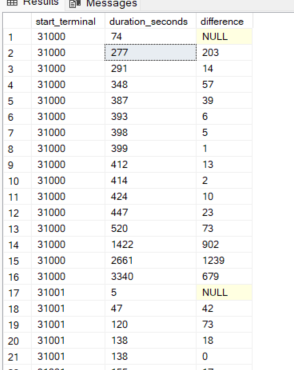 Results Messages
start_terminal duration_seconds difference
1 31000 74 NULL
2 31000 277 203
3 31000 291 14
4 31000 348 57
5 31000 387 39
6 31000 393 6
7 31000 398 5
8 31000 399 1
9 31000 412 13
10 31000 414 2
11 31000 424 10
12 31000 447 23
13 31000 520 73
14 31000 1422 902
15 31000 2661 1239
16 31000 3340 679
17 31001 5 NULL
18 31001 47 42
19 31001 120 73
20 31001 138 18
21 31001 138 0